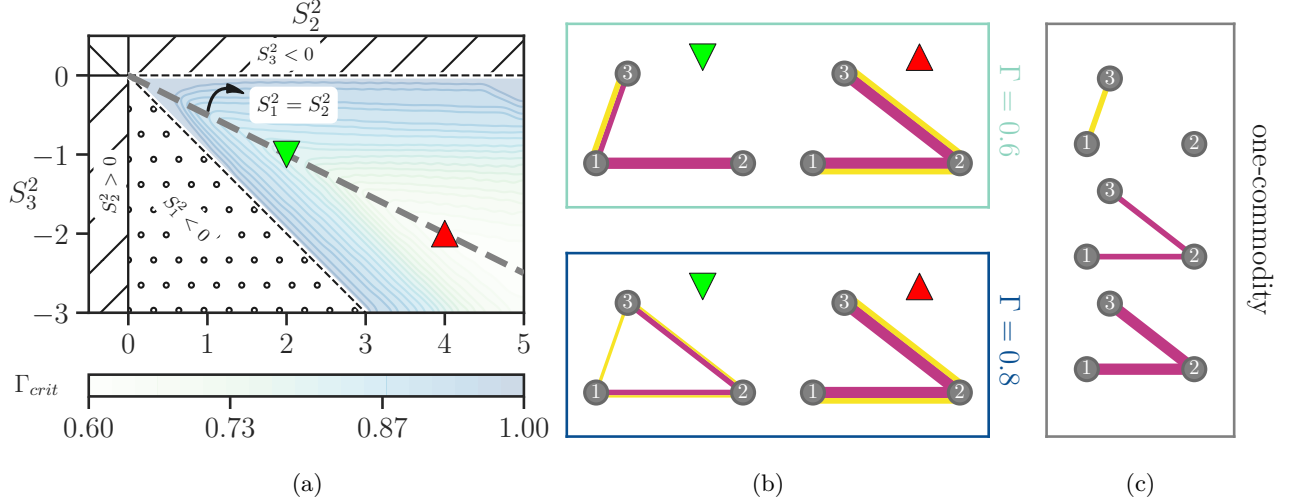 $S_2^2$
$S_3^2 < 0$
$S_1^2 = S_2^2$
$S_2^2 > 0$
$S_1^2 < 0$
$S_3^2$
0
−1
−2
−3
0 1 2 3 4 5
$\Gamma_{crit}$
0.60 0.73 0.87 1.00
(a)
3
1 2
3
1 2
Γ = 0.6
3
1 2
3
1 2
Γ = 0.8
(b)
3
1 2
3
1 2
3
1 2
one-commodity
(c)